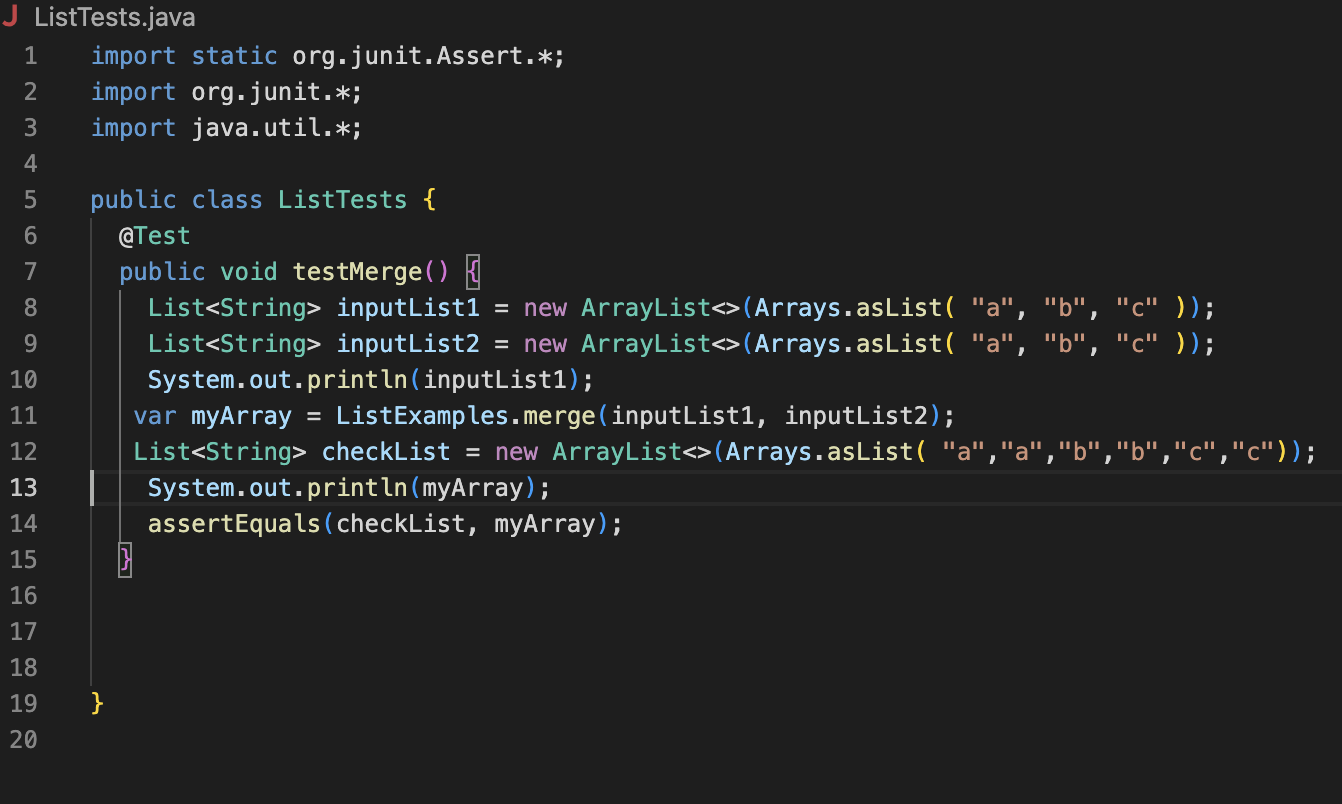 J ListTests.java
1 import static org.junit.Assert.*;
2 import org.junit.*;
3 import java.util.*;
4
5 public class ListTests {
6   @Test
7   public void testMerge() {
8     List<String> inputList1 = new ArrayList<>(Arrays.asList( "a", "b", "c" ));
9     List<String> inputList2 = new ArrayList<>(Arrays.asList( "a", "b", "c" ));
10     System.out.println(inputList1);
11    var myArray = ListExamples.merge(inputList1, inputList2);
12    List<String> checkList = new ArrayList<>(Arrays.asList( "a","a","b","b","c","c"));
13     System.out.println(myArray);
14     assertEquals(checkList, myArray);
15   }
16
17
18
19 }
20